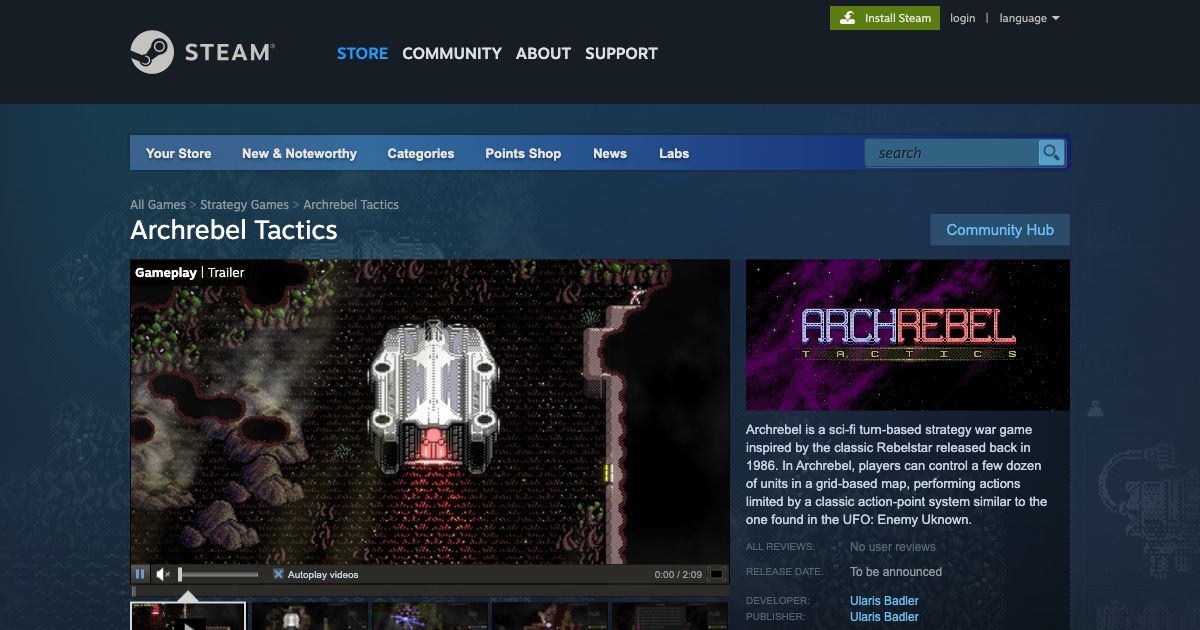 Install Steam
login | language
STEAM®
STORE COMMUNITY ABOUT SUPPORT
Your Store New & Noteworthy Categories Points Shop News Labs
search
All Games > Strategy Games > Archrebel Tactics
Archrebel Tactics
Community Hub
Gameplay | Trailer
ARCHREBEL
TACTICS
Archrebel is a sci-fi turn-based strategy war game
inspired by the classic Rebelstar released back in
1986. In Archrebel, players can control a few dozen
of units in a grid-based map, performing actions
limited by a classic action-point system similar to the
one found in the UFO: Enemy Uknown.
ALL REVIEWS: No user reviews
RELEASE DATE: To be announced
DEVELOPER: Ularis Badler
PUBLISHER: Ularis Badler
Autoplay videos
0:00 / 2:09